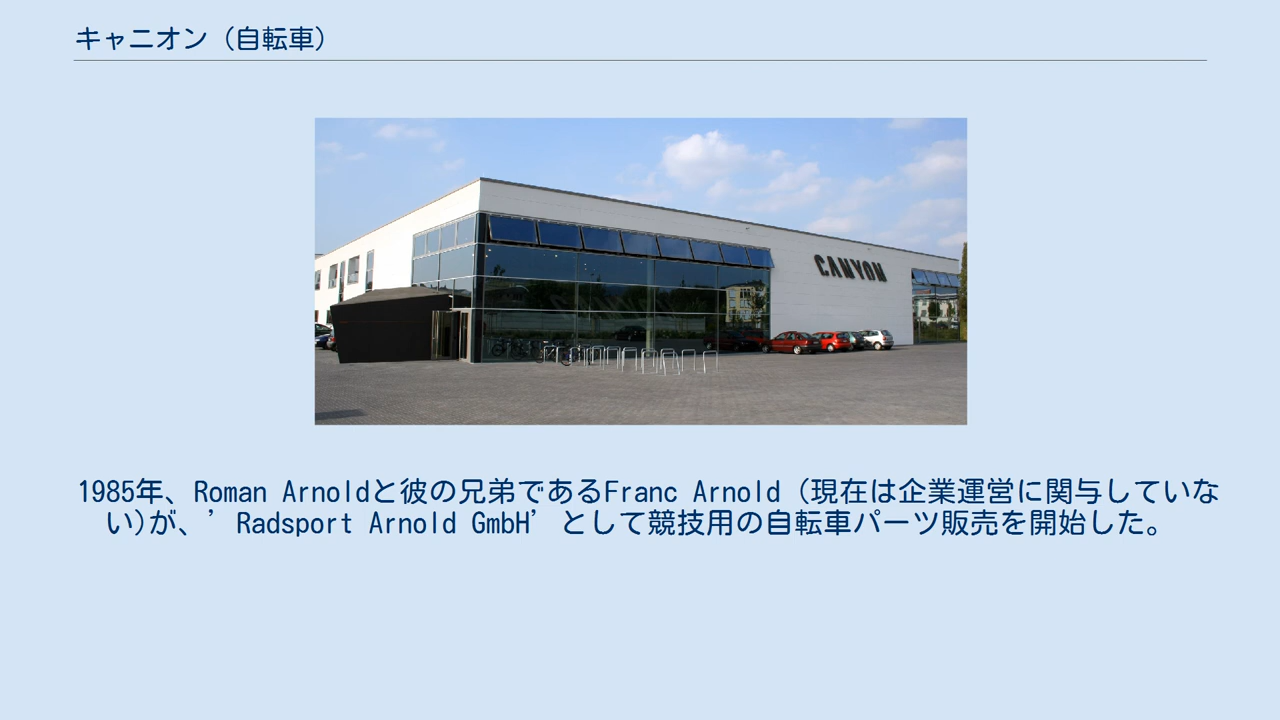 キャニオン（自転車）
CANYON
1985年、Roman Arnoldと彼の兄弟であるFranc Arnold（現在は企業運営に関与していな
い)が、’Radsport Arnold GmbH’として競技用の自転車パーツ販売を開始した。